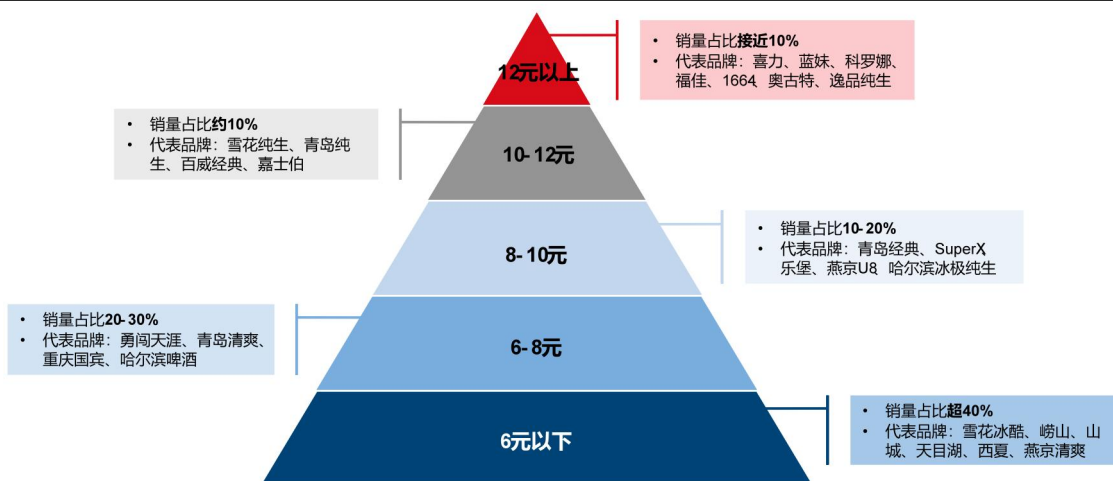 12元以上
• 销量占比接近10%
• 代表品牌：喜力、蓝妹、科罗娜、
福佳、1664、奥古特、逸品纯生
• 销量占比约10%
• 代表品牌：雪花纯生、青岛纯
生、百威经典、嘉士伯
10-12元
8-10元
• 销量占比10-20%
• 代表品牌：青岛经典、SuperX、
乐堡、燕京U8、哈尔滨冰极纯生
• 销量占比20-30%
• 代表品牌：勇闯天涯、青岛清爽、
重庆国宾、哈尔滨啤酒
6-8元
6元以下
• 销量占比超40%
• 代表品牌：雪花冰酷、崂山、山
城、天目湖、西夏、燕京清爽